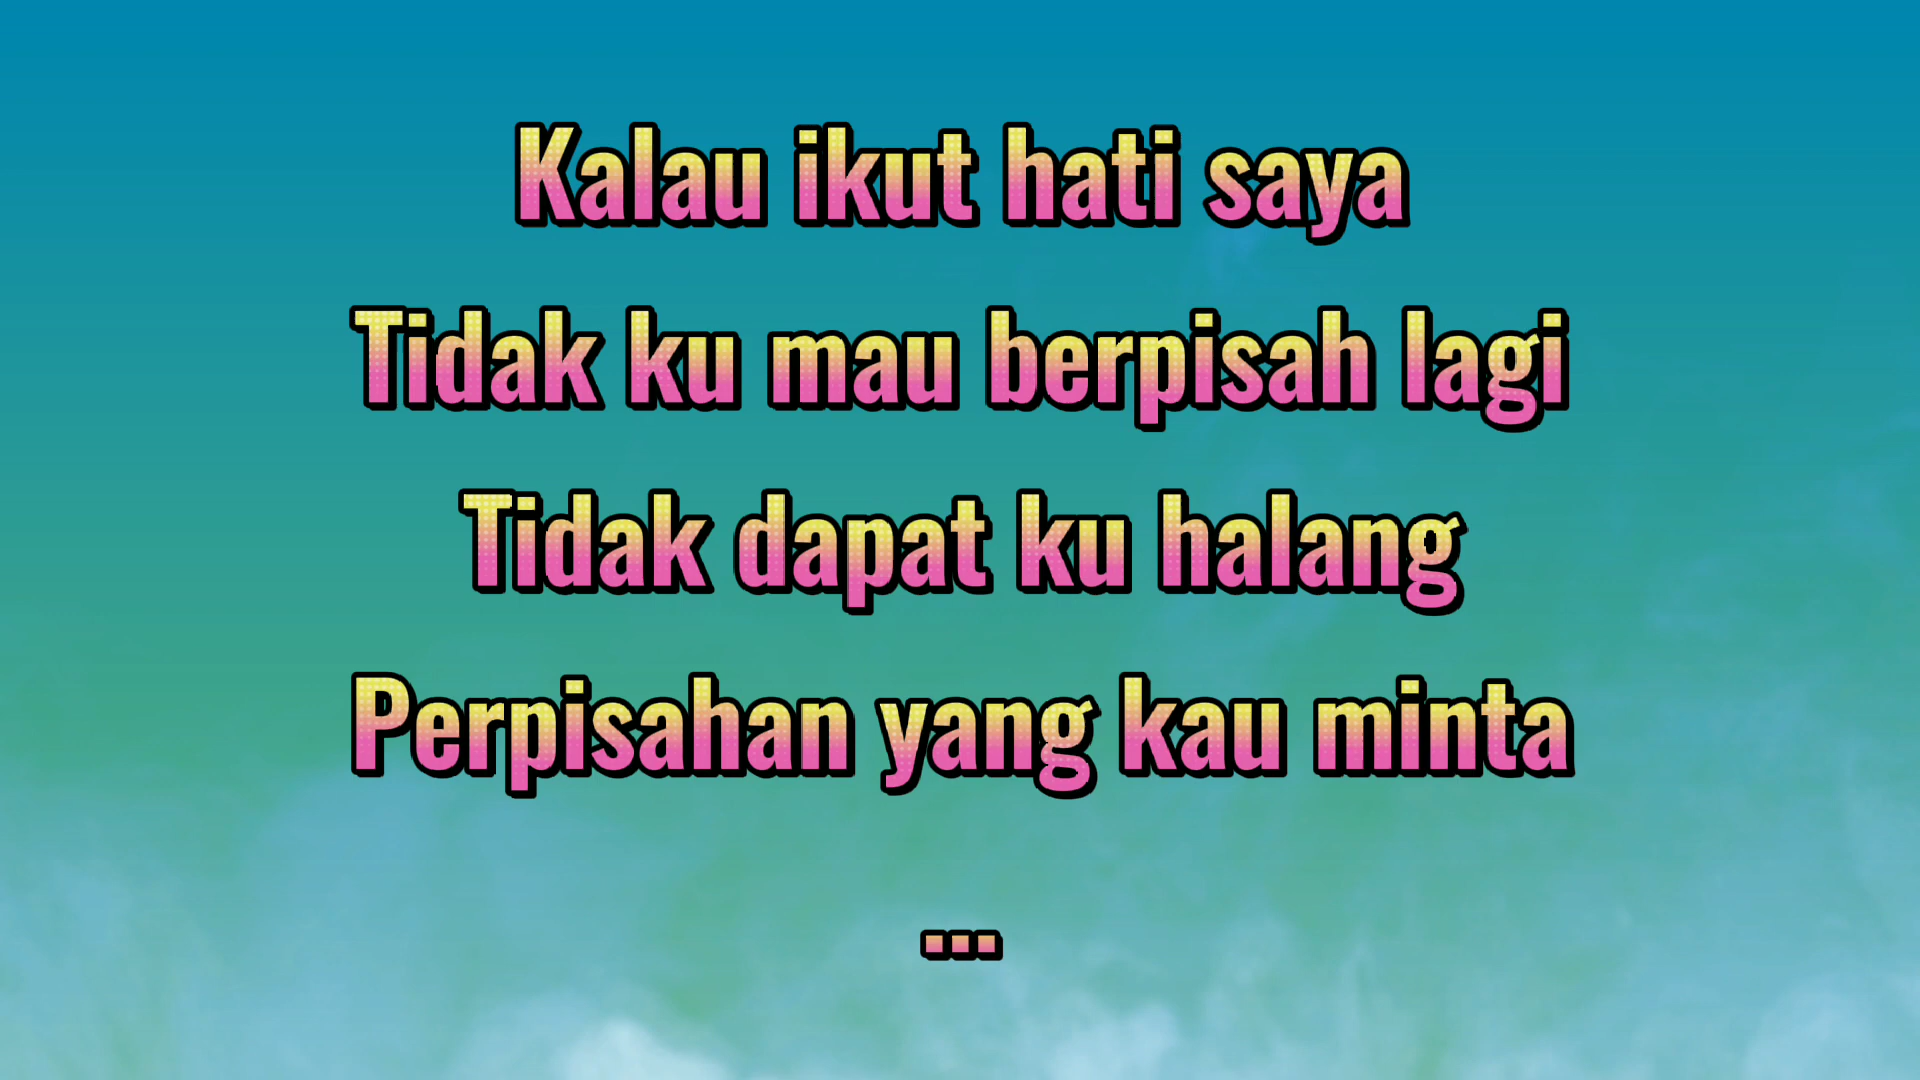 Kalau ikut hati saya
Tidak ku mau berpisah lagi
Tidak dapat ku halang
Perpisahan yang kau minta
...